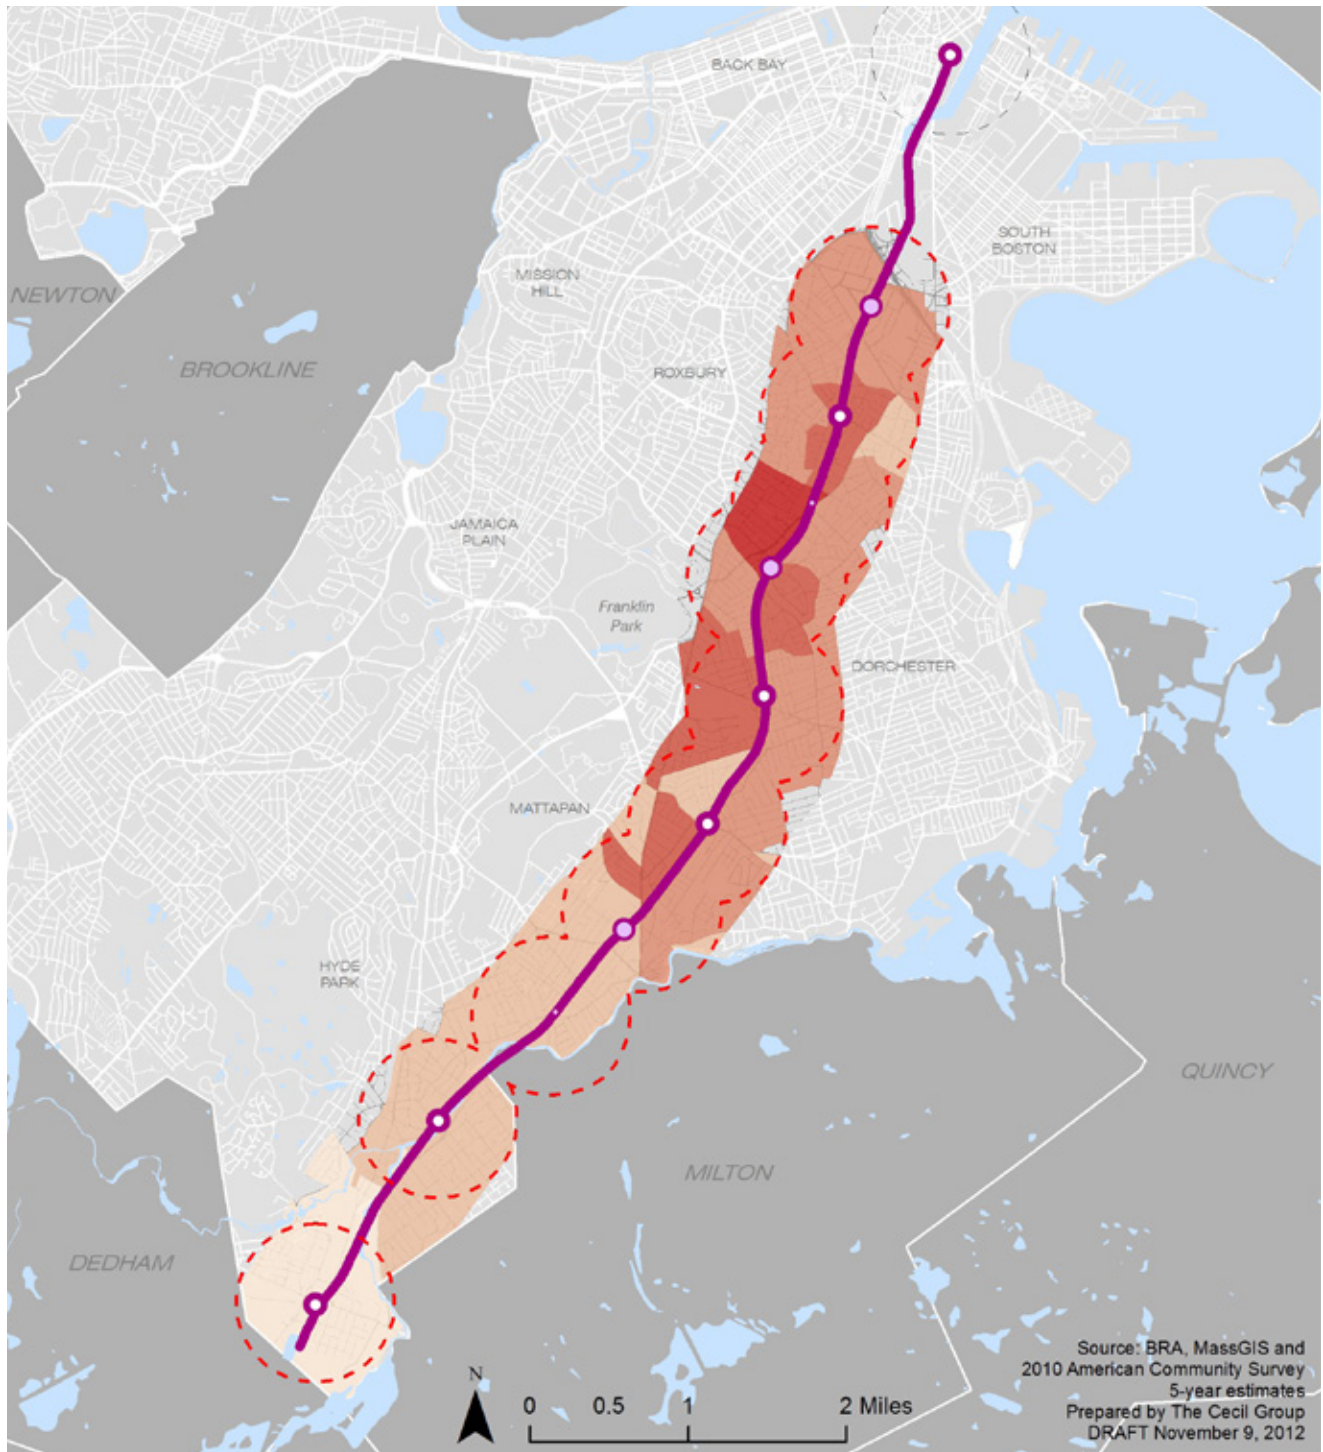 BACK BAY
SOUTH
BOSTON
MISSION
HILL
NEWTON
BROOKLINE
ROXBURY
JAMAICA
PLAIN
Franklin
Park
DORCHESTER
MATTAPAN
HYDE
PARK
QUINCY
MILTON
DEDHAM
N
0 0.5 1 2 Miles
Source: BRA, MassGIS and
2010 American Community Survey
5-year estimates
Prepared by The Cecil Group
DRAFT November 9, 2012